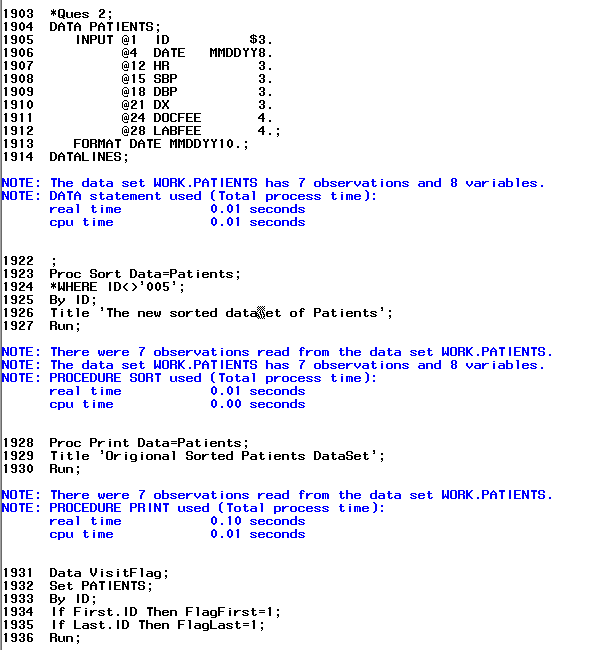 1903 *Ques 2;
1904 DATA PATIENTS;
1905 INPUT @1 ID $3.
1906 @4 DATE MMDDYY8.
1907 @12 HR 3.
1908 @15 SBP 3.
1909 @18 DBP 3.
1910 @21 DX 3.
1911 @24 DOCFEE 4.
1912 @28 LABFEE 4.;
1913 FORMAT DATE MMDDYY10.;
1914 DATALINES;
NOTE: The data set WORK.PATIENTS has 7 observations and 8 variables.
NOTE: DATA statement used (Total process time):
real time 0.01 seconds
cpu time 0.01 seconds
1922 ;
1923 Proc Sort Data=Patients;
1924 *WHERE ID<>'005';
1925 By ID;
1926 Title 'The new sorted dataset of Patients';
1927 Run;
NOTE: There were 7 observations read from the data set WORK.PATIENTS.
NOTE: The data set WORK.PATIENTS has 7 observations and 8 variables.
NOTE: PROCEDURE SORT used (Total process time):
real time 0.01 seconds
cpu time 0.00 seconds
1928 Proc Print Data=Patients;
1929 Title 'Origional Sorted Patients DataSet';
1930 Run;
NOTE: There were 7 observations read from the data set WORK.PATIENTS.
NOTE: PROCEDURE PRINT used (Total process time):
real time 0.10 seconds
cpu time 0.01 seconds
1931 Data VisitFlag;
1932 Set PATIENTS;
1933 By ID;
1934 If First.ID Then FlagFirst=1;
1935 If Last.ID Then FlagLast=1;
1936 Run;